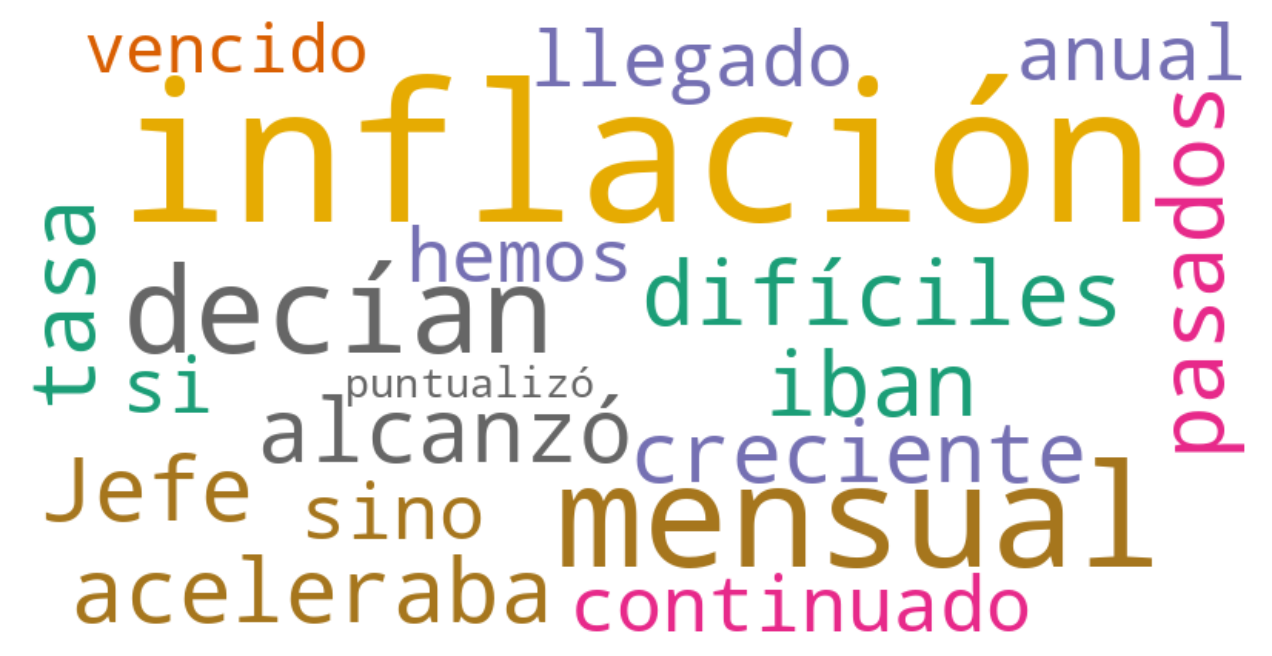 vencido
llegado
anual
inflación
pasados
tasa
hemos
decían
difíciles
si
puntualizó
iban
alcanzó
creciente
Jefe
sino
mensual
aceleraba
continuado